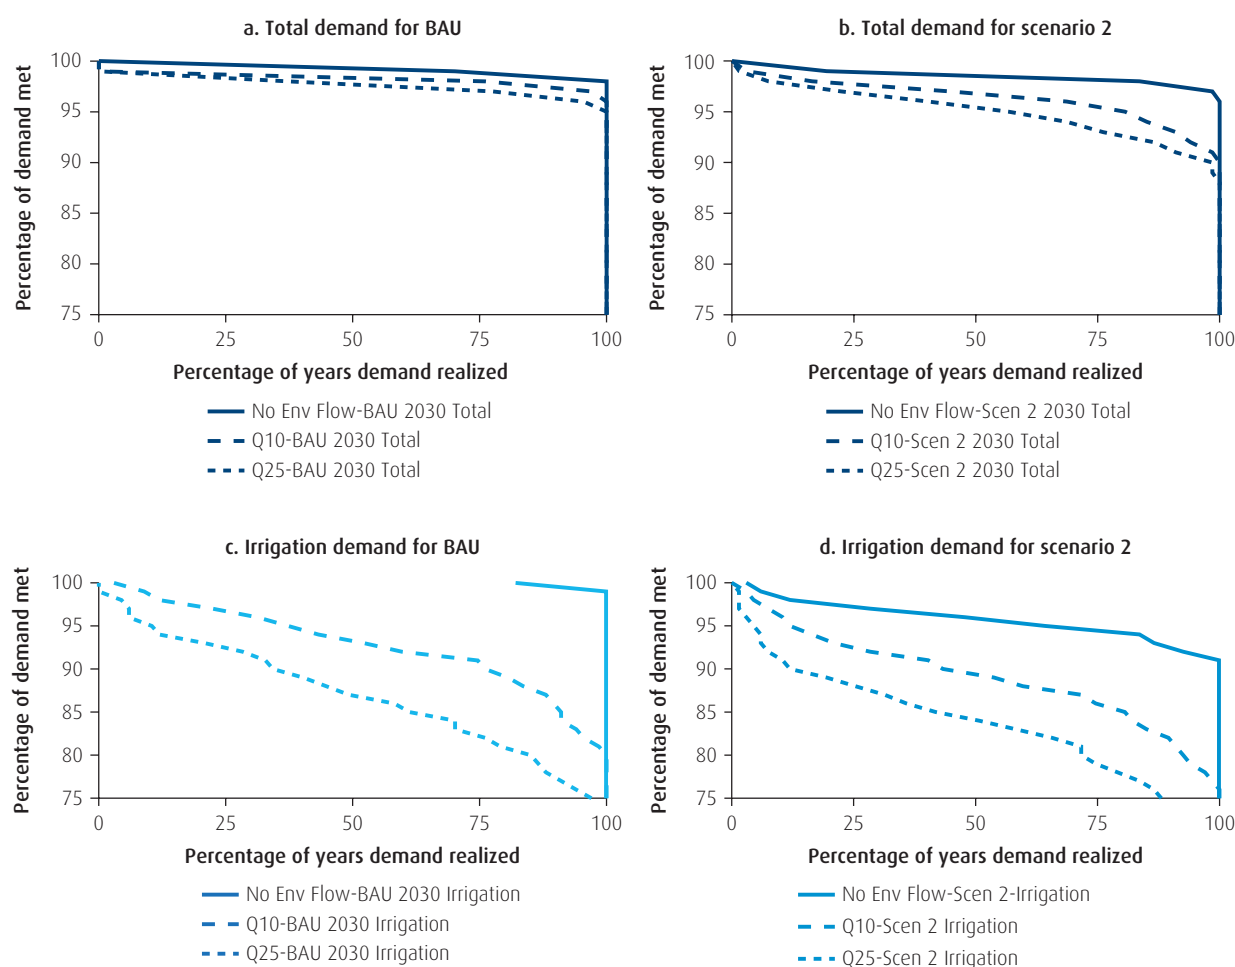 a. Total demand for BAU
Percentage of demand met
100
95
90
85
80
75
0 25 50 75 100
Percentage of years demand realized
No Env Flow-BAU 2030 Total
Q10-BAU 2030 Total
Q25-BAU 2030 Total
b. Total demand for scenario 2
Percentage of demand met
100
95
90
85
80
75
0 25 50 75 100
Percentage of years demand realized
No Env Flow-Scen 2 2030 Total
Q10-Scen 2 2030 Total
Q25-Scen 2 2030 Total
c. Irrigation demand for BAU
Percentage of demand met
100
95
90
85
80
75
0 25 50 75 100
Percentage of years demand realized
No Env Flow-BAU 2030 Irrigation
Q10-BAU 2030 Irrigation
Q25-BAU 2030 Irrigation
d. Irrigation demand for scenario 2
Percentage of demand met
100
95
90
85
80
75
0 25 50 75 100
Percentage of years demand realized
No Env Flow-Scen 2-Irrigation
Q10-Scen 2 Irrigation
Q25-Scen 2 Irrigation